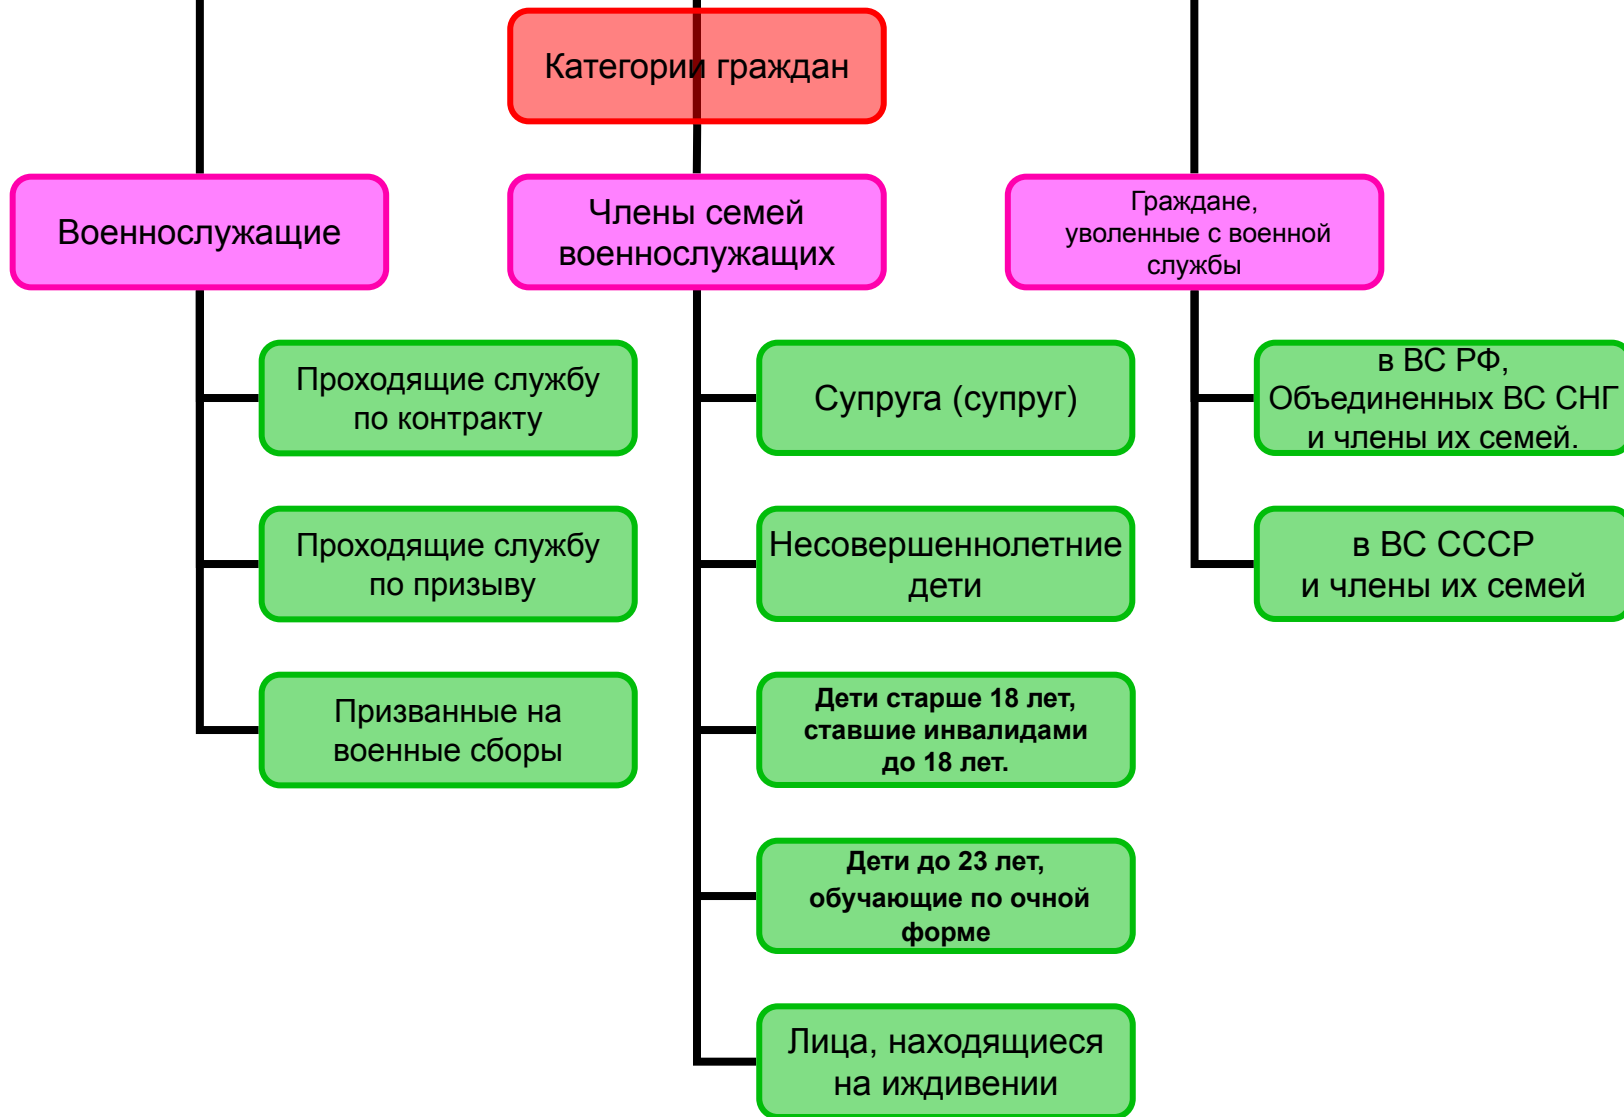 Категории граждан
Военнослужащие
Члены семей
военнослужащих
Граждане,
уволенные с военной
службы
Проходящие службу
по контракту
Проходящие службу
по призыву
Призванные на
военные сборы
Супруга (супруг)
Несовершеннолетние
дети
Дети старше 18 лет,
ставшие инвалидами
до 18 лет.
Дети до 23 лет,
обучающие по очной
форме
Лица, находящиеся
на иждивении
в ВС РФ,
Объединенных ВС СНГ
и члены их семей.
в ВС СССР
и члены их семей